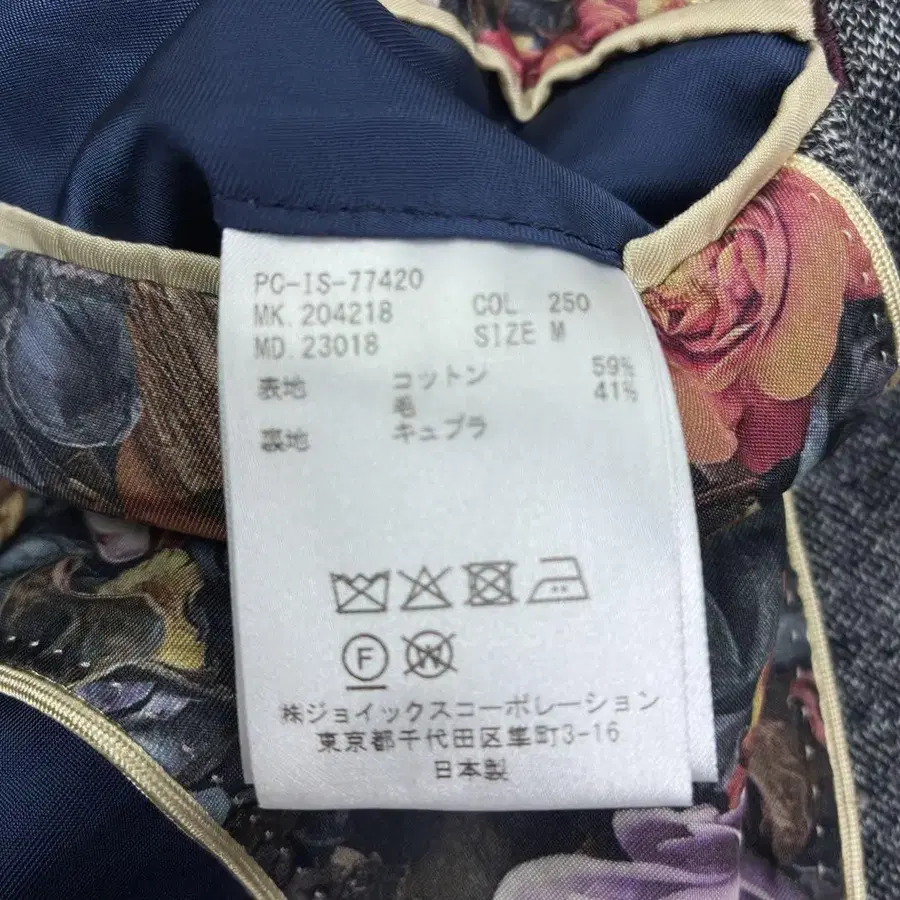 PC-IS-77420
MK.204218 COL 250
MD.23018 SIZE M
表地 コットン 59%
毛 41%
裏地 キュプラ
F
W
㈱ジョイックスコーポレーション
東京都千代田区隼町3-16
日本製